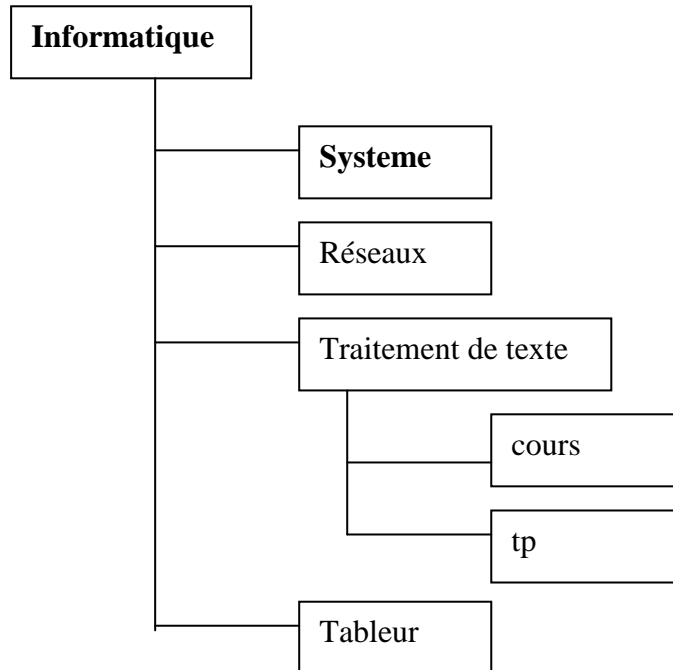 Informatique
Systeme
Réseaux
Traitement de texte
cours
tp
Tableur